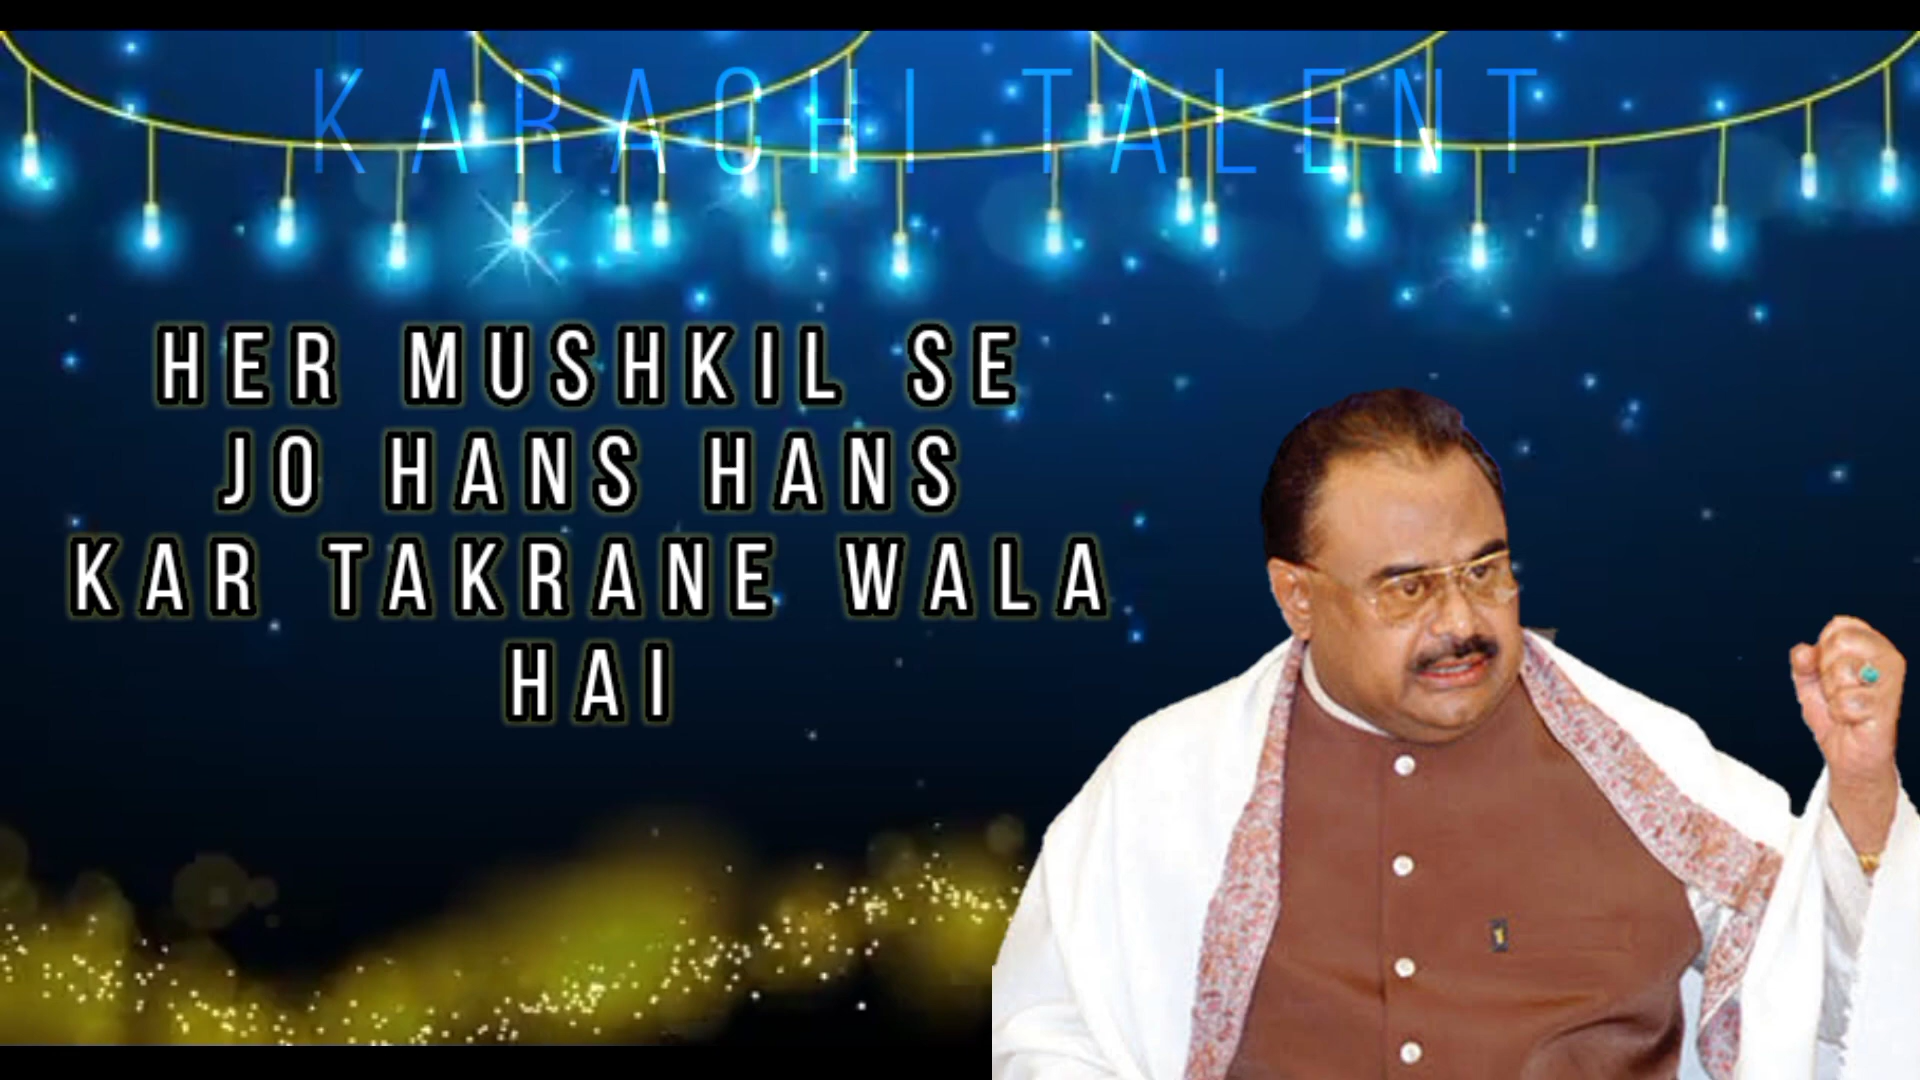 KARACHI TALENT
HER MUSHKIL SE
JO HANS HANS
KAR TAKRANE WALA
HAI